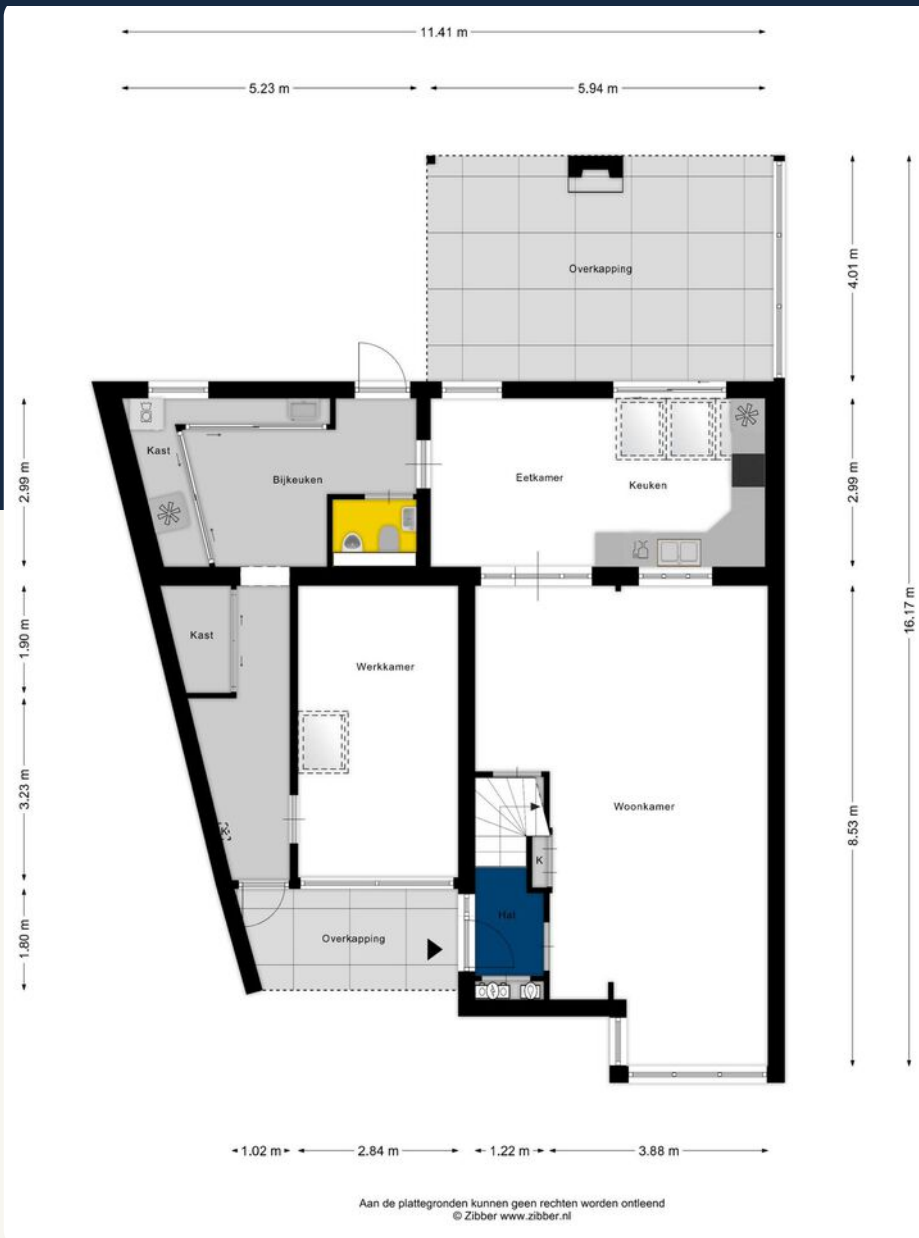 11.41 m
5.23 m
5.94 m
Overkapping
4.01 m
Kast
Bijkeuken
Eetkamer
Keuken
2.99 m
2.99 m
16.17 m
Kast
Werkkamer
1.90 m
Woonkamer
3.23 m
8.53 m
K
K
Hal
Overkapping
1.80 m
1.02 m
2.84 m
1.22 m
3.88 m
Aan de plattegronden kunnen geen rechten worden ontleend
© Zibber www.zibber.nl